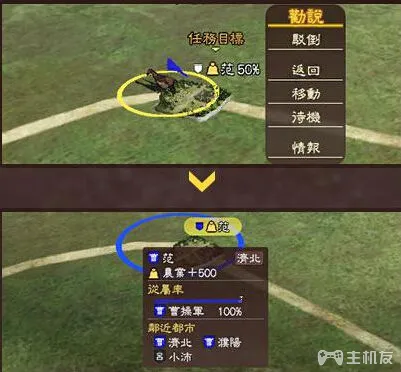 勸說
任務目標
駁倒
范 50%
返回
移動
待機
情報
范
范 濟北
農業+500
從屬率
曹操軍 100%
鄰近都市
濟北 濮陽
小沛
主机友